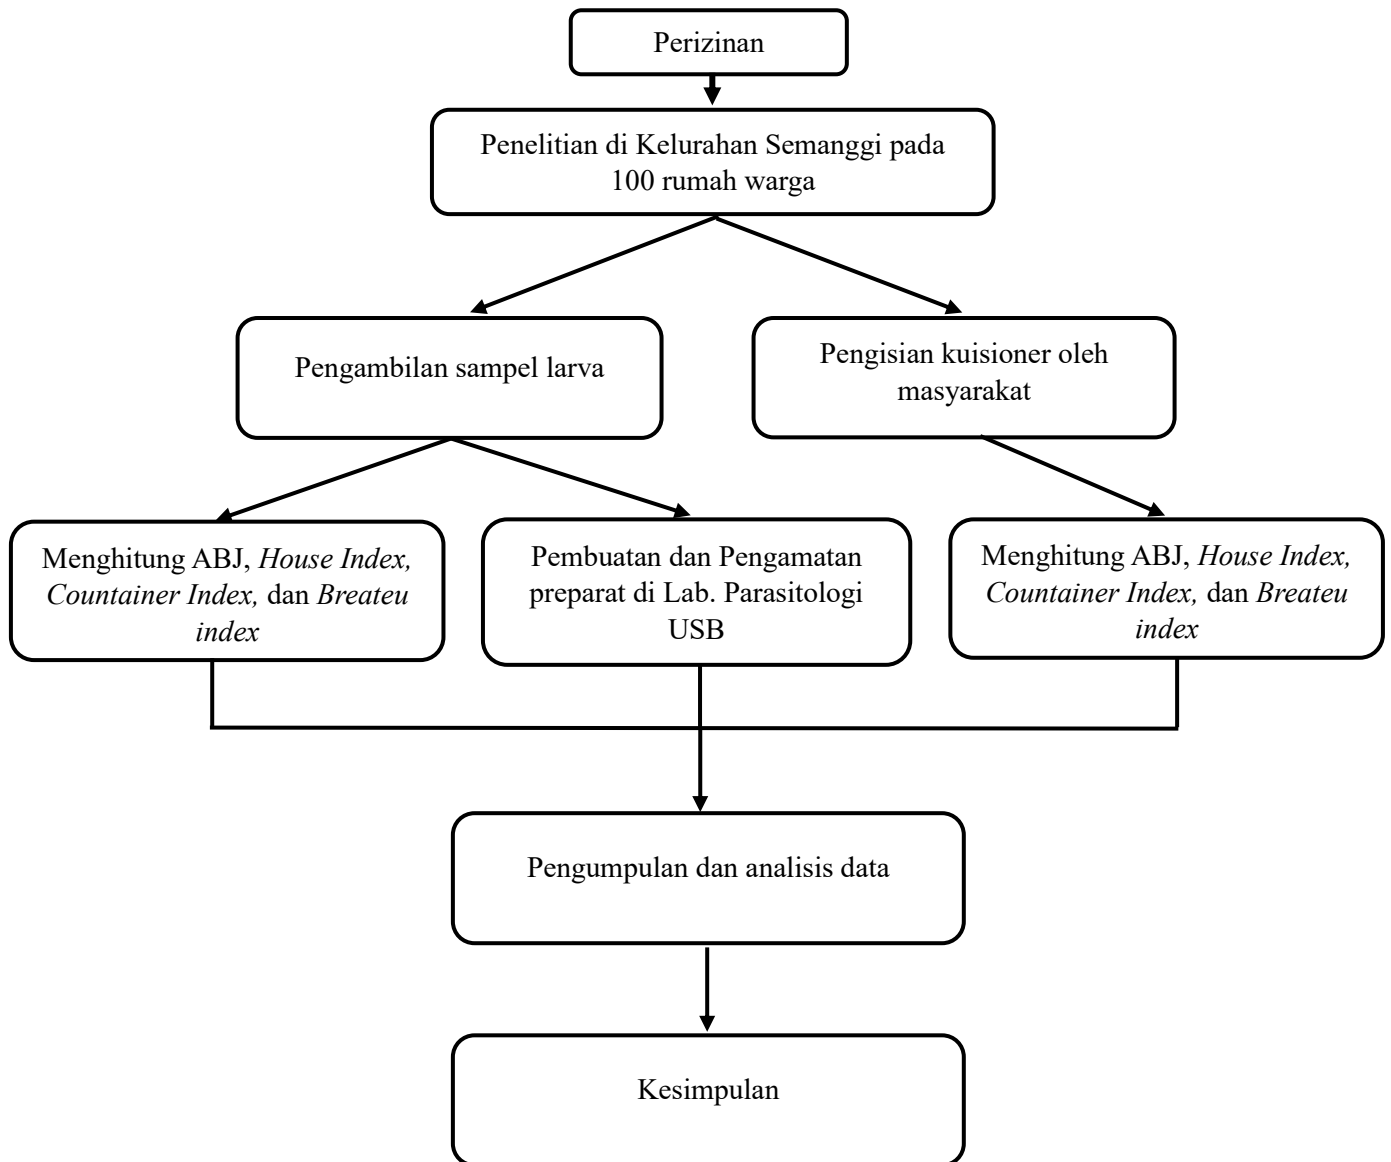 Perizinan
Penelitian di Kelurahan Semanggi pada
100 rumah warga
Pengambilan sampel larva
Pengisian kuisioner oleh
masyarakat
Menghitung ABJ, House Index,
Countainer Index, dan Breateu
index
Pembuatan dan Pengamatan
preparat di Lab. Parasitologi
USB
Menghitung ABJ, House Index,
Countainer Index, dan Breateu
index
Pengumpulan dan analisis data
Kesimpulan